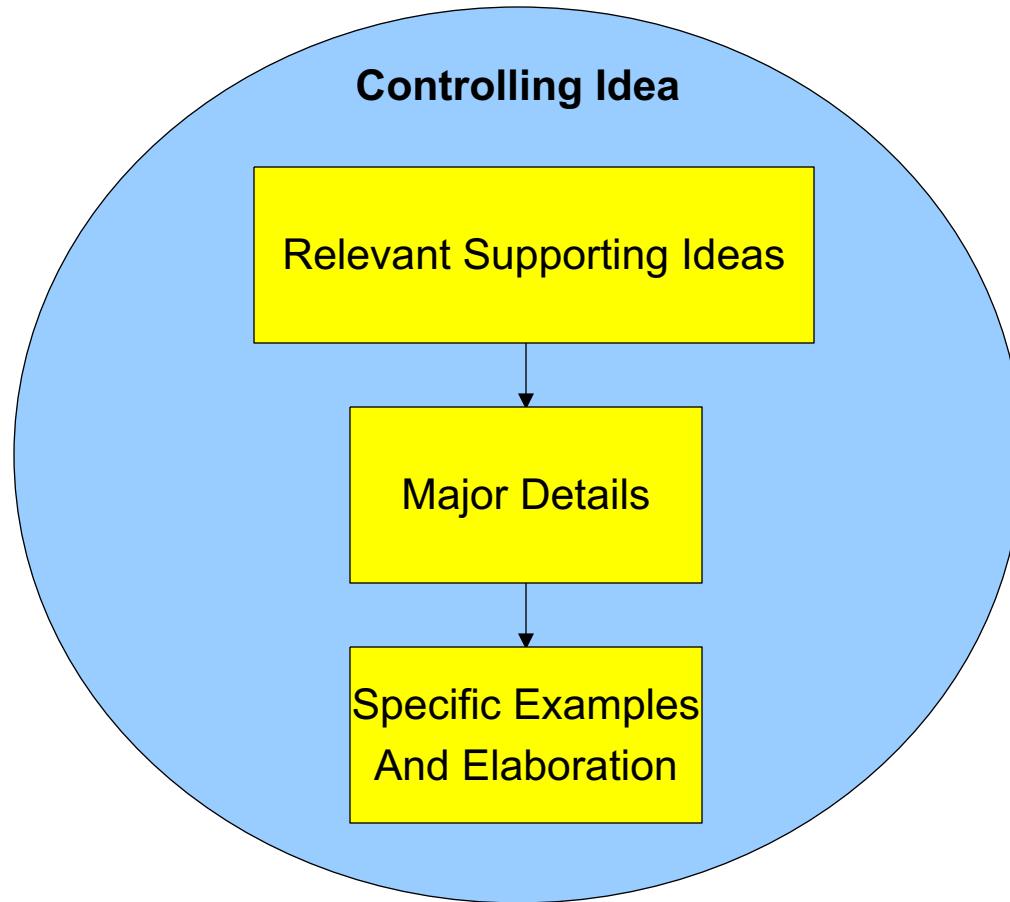 Controlling Idea
Relevant Supporting Ideas
Major Details
Specific Examples
And Elaboration